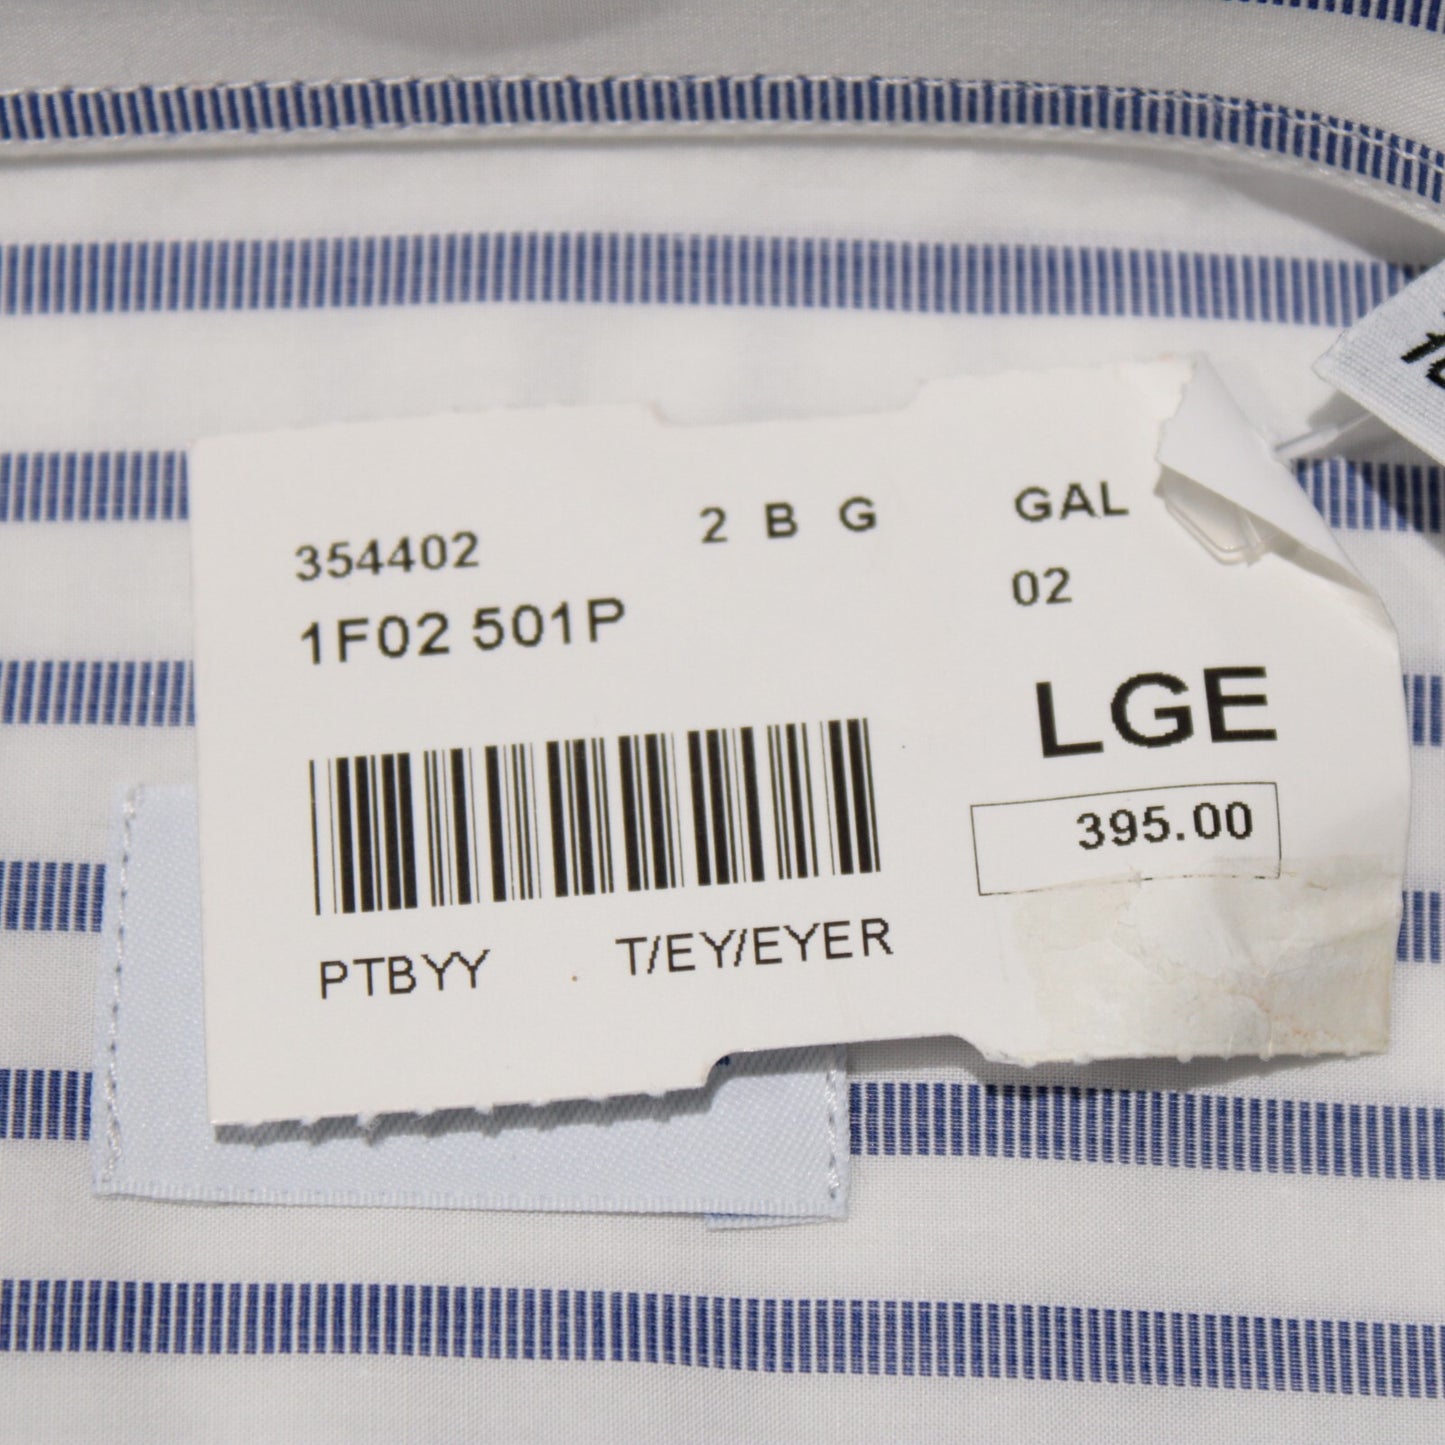 354402 2 B G GAL
1F02 501P 02
LGE
395.00
PTBYY T/EY/EYER